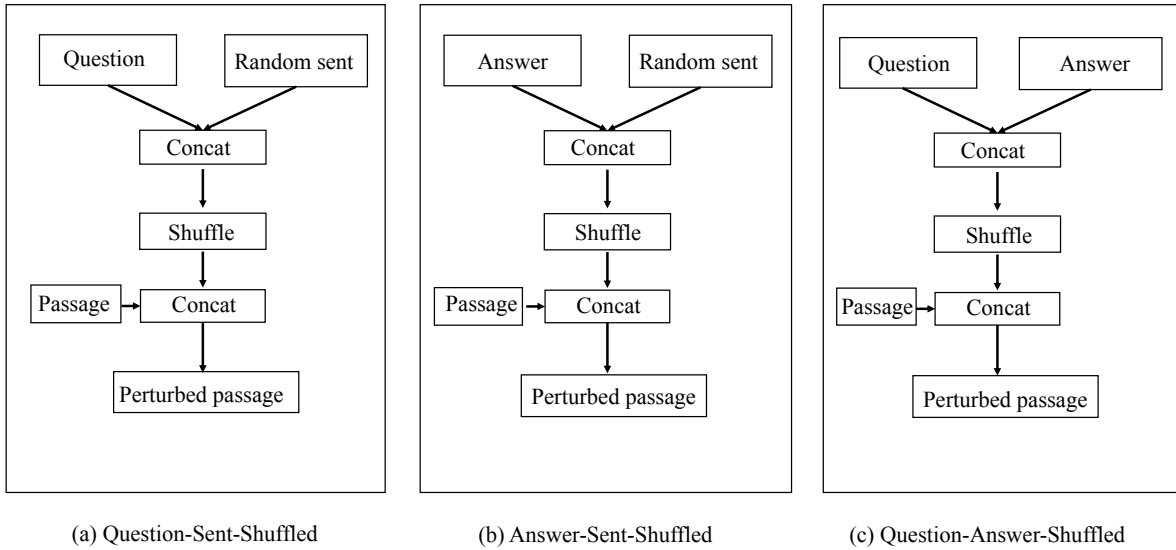 Question
Random sent
Concat
Shuffle
Passage
Concat
Perturbed passage
(a) Question-Sent-Shuffled
Answer
Random sent
Concat
Shuffle
Passage
Concat
Perturbed passage
(b) Answer-Sent-Shuffled
Question
Answer
Concat
Shuffle
Passage
Concat
Perturbed passage
(c) Question-Answer-Shuffled